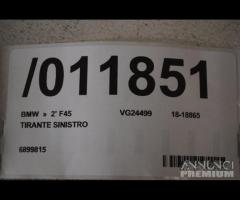 /011851
BMW » 2' F45 VG24499 18-18865
TIRANTE SINISTRO
6899815
ANNUNCI
PREMIUM